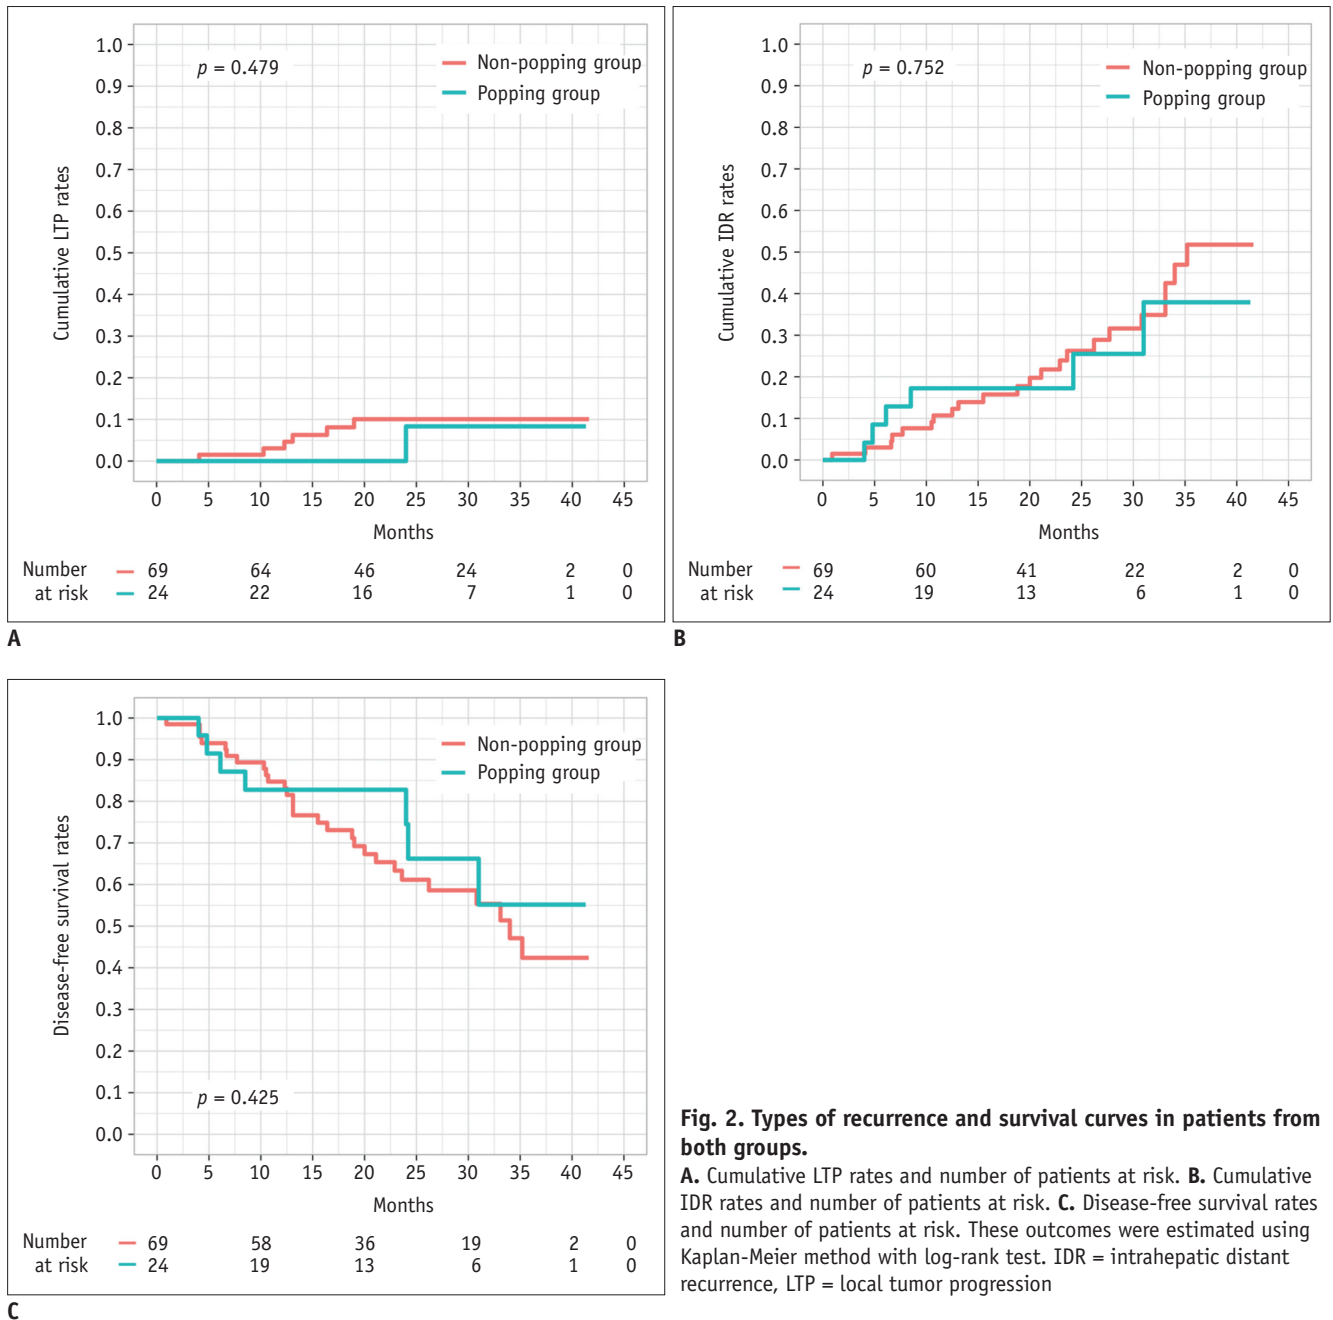 1.0
0.9
0.8
0.7
0.6
0.5
0.4
0.3
0.2
0.1
0.0
Cumulative LTP rates
p = 0.479
Non-popping group
Popping group
0 5 10 15 20 25 30 35 40 45
Months
Number 69 64 46 24 2 0
at risk 24 22 16 7 1 0
A
1.0
0.9
0.8
0.7
0.6
0.5
0.4
0.3
0.2
0.1
0.0
Cumulative IDR rates
p = 0.752
Non-popping group
Popping group
0 5 10 15 20 25 30 35 40 45
Months
Number 69 60 41 22 2 0
at risk 24 19 13 6 1 0
B
1.0
0.9
0.8
0.7
0.6
0.5
0.4
0.3
0.2
0.1
0.0
Disease-free survival rates
Non-popping group
Popping group
p = 0.425
0 5 10 15 20 25 30 35 40 45
Months
Number 69 58 36 19 2 0
at risk 24 19 13 6 1 0
C
Fig. 2. Types of recurrence and survival curves in patients from
both groups.
A. Cumulative LTP rates and number of patients at risk. B. Cumulative
IDR rates and number of patients at risk. C. Disease-free survival rates
and number of patients at risk. These outcomes were estimated using
Kaplan-Meier method with log-rank test. IDR = intrahepatic distant
recurrence, LTP = local tumor progression